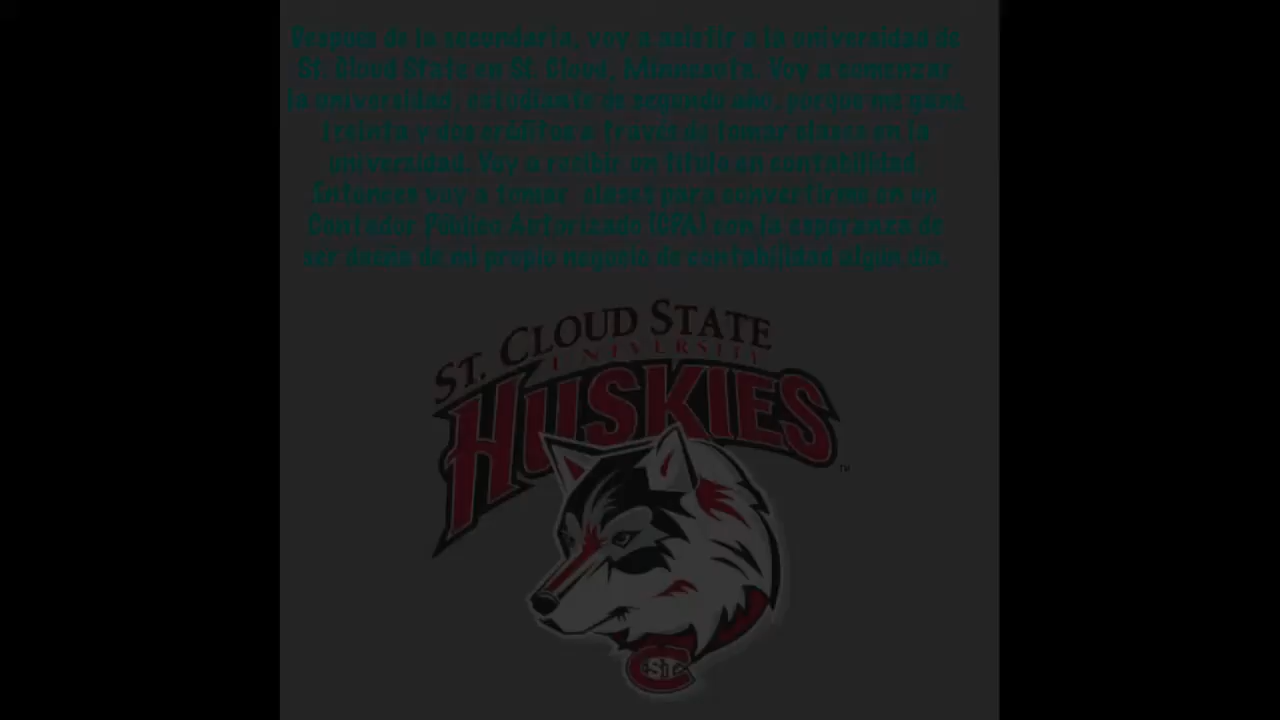 Despues de la secundaria, voy a asistir a la universidad de
St. Cloud State en St. Cloud, Minnesota. Voy a comenzar
la universidad, estudiante de segundo año, porque me gana
treinta y dos créditos a través de tomar clases en la
universidad. Voy a recibir un título en contabilidad.
Entonces voy a tomar clases para convertirme en un
Contador Público Autorizado (CPA) con la esperanza de
ser dueña de mi propio negocio de contabilidad algún día.
ST. CLOUD STATE
UNIVERSITY
HUSKIES
TM